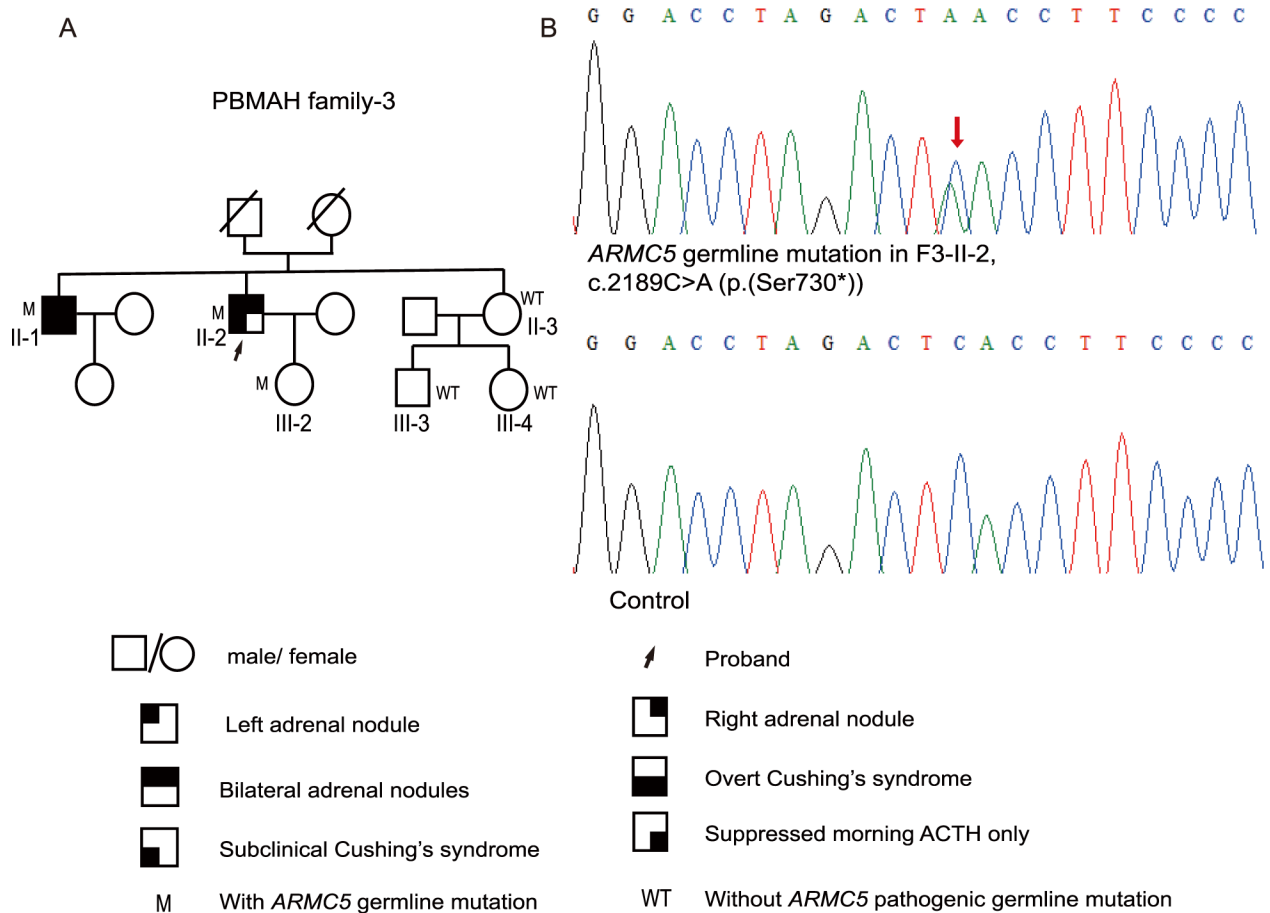 A
PBMAH family-3
M
II-1
M
II-2
WT
II-3
M
III-2
WT
III-3
WT
III-4
B
G G A C C T A G A C T A A C C T T C C C C
ARMC5 germline mutation in F3-II-2,
c.2189C>A (p.(Ser730*))
G G A C C T A G A C T C A C C T T C C C C
Control
male/ female
Proband
Left adrenal nodule
Right adrenal nodule
Bilateral adrenal nodules
Overt Cushing's syndrome
Subclinical Cushing's syndrome
Suppressed morning ACTH only
M With ARMC5 germline mutation
WT Without ARMC5 pathogenic germline mutation